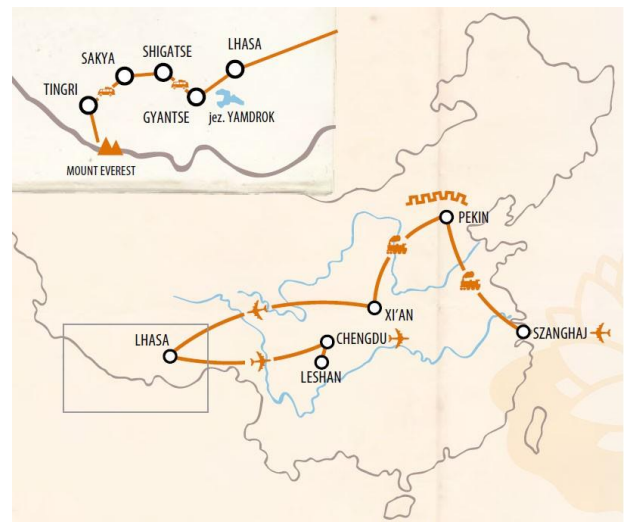 LHASA
SHIGATSE
SAKYA
TINGRI
GYANTSE
jez. YAMDROK
MOUNT EVEREST
PEKIN
XI'AN
SZANGHAJ
LHASA
CHENGDU
LESHAN